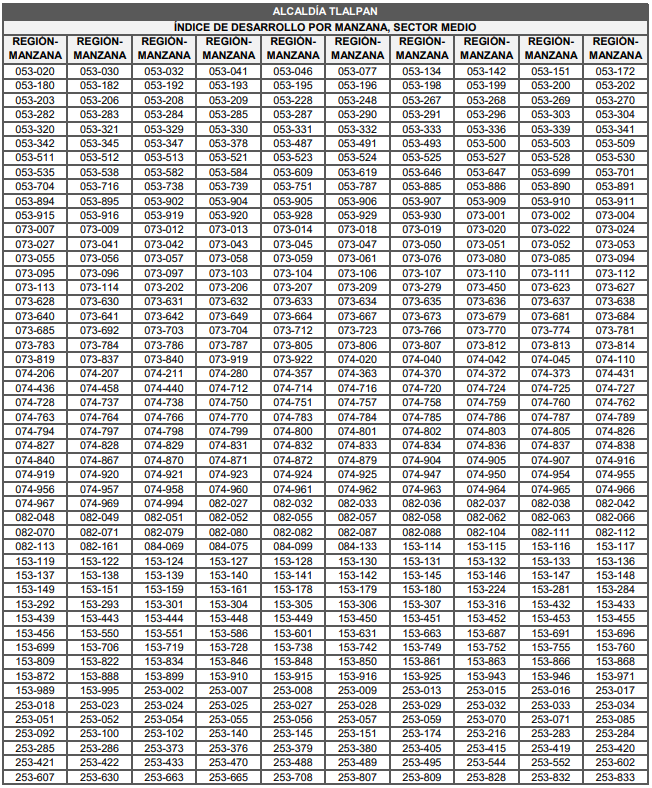 ALCALDÍA TLALPAN
ÍNDICE DE DESARROLLO POR MANZANA, SECTOR MEDIO
REGIÓN- REGIÓN- REGIÓN- REGIÓN- REGIÓN- REGIÓN- REGIÓN- REGIÓN- REGIÓN- REGIÓN-
MANZANA MANZANA MANZANA MANZANA MANZANA MANZANA MANZANA MANZANA MANZANA MANZANA
053-020 053-030 053-032 053-041 053-046 053-077 053-134 053-142 053-151 053-172
053-180 053-182 053-192 053-193 053-195 053-196 053-198 053-199 053-200 053-202
053-203 053-206 053-208 053-209 053-228 053-248 053-267 053-268 053-269 053-270
053-282 053-283 053-284 053-285 053-287 053-290 053-291 053-296 053-303 053-304
053-320 053-321 053-329 053-330 053-331 053-332 053-333 053-336 053-339 053-341
053-342 053-345 053-347 053-378 053-487 053-491 053-493 053-500 053-503 053-509
053-511 053-512 053-513 053-521 053-523 053-524 053-525 053-527 053-528 053-530
053-535 053-538 053-582 053-584 053-609 053-619 053-646 053-647 053-699 053-701
053-704 053-716 053-738 053-739 053-751 053-787 053-885 053-886 053-890 053-891
053-894 053-895 053-902 053-904 053-905 053-906 053-907 053-909 053-910 053-911
053-915 053-916 053-919 053-920 053-928 053-929 053-930 073-001 073-002 073-004
073-007 073-009 073-012 073-013 073-014 073-018 073-019 073-020 073-022 073-024
073-027 073-041 073-042 073-043 073-045 073-047 073-050 073-051 073-052 073-053
073-055 073-056 073-057 073-058 073-059 073-061 073-076 073-080 073-085 073-094
073-095 073-096 073-097 073-103 073-104 073-106 073-107 073-110 073-111 073-112
073-113 073-114 073-202 073-206 073-207 073-209 073-279 073-450 073-623 073-627
073-628 073-630 073-631 073-632 073-633 073-634 073-635 073-636 073-637 073-638
073-640 073-641 073-642 073-649 073-664 073-667 073-673 073-679 073-681 073-684
073-685 073-692 073-703 073-704 073-712 073-723 073-766 073-770 073-774 073-781
073-783 073-784 073-786 073-787 073-805 073-806 073-807 073-812 073-813 073-814
073-819 073-837 073-840 073-919 073-922 074-020 074-040 074-042 074-045 074-110
074-206 074-207 074-211 074-280 074-357 074-363 074-370 074-372 074-373 074-431
074-436 074-458 074-440 074-712 074-714 074-716 074-720 074-724 074-725 074-727
074-728 074-737 074-738 074-750 074-751 074-757 074-758 074-759 074-760 074-762
074-763 074-764 074-766 074-770 074-783 074-784 074-785 074-786 074-787 074-789
074-794 074-797 074-798 074-799 074-800 074-801 074-802 074-803 074-805 074-826
074-827 074-828 074-829 074-831 074-832 074-833 074-834 074-836 074-837 074-838
074-840 074-867 074-870 074-871 074-872 074-879 074-904 074-905 074-907 074-916
074-919 074-920 074-921 074-923 074-924 074-925 074-947 074-950 074-954 074-955
074-956 074-957 074-958 074-960 074-961 074-962 074-963 074-964 074-965 074-966
074-967 074-969 074-994 082-027 082-032 082-033 082-036 082-037 082-038 082-042
082-048 082-049 082-051 082-052 082-055 082-057 082-058 082-062 082-063 082-066
082-070 082-071 082-079 082-080 082-082 082-087 082-088 082-104 082-111 082-112
082-113 082-161 084-069 084-075 084-099 084-133 153-114 153-115 153-116 153-117
153-119 153-122 153-124 153-127 153-128 153-130 153-131 153-132 153-133 153-136
153-137 153-138 153-139 153-140 153-141 153-142 153-145 153-146 153-147 153-148
153-149 153-151 153-159 153-161 153-178 153-179 153-180 153-224 153-281 153-284
153-292 153-293 153-301 153-304 153-305 153-306 153-307 153-316 153-432 153-433
153-439 153-443 153-444 153-448 153-449 153-450 153-451 153-452 153-453 153-455
153-456 153-550 153-551 153-586 153-601 153-631 153-663 153-687 153-691 153-696
153-699 153-706 153-719 153-728 153-738 153-742 153-749 153-752 153-755 153-760
153-809 153-822 153-834 153-846 153-848 153-850 153-861 153-863 153-866 153-868
153-872 153-888 153-899 153-910 153-915 153-916 153-925 153-943 153-946 153-971
153-989 153-995 253-002 253-007 253-008 253-009 253-013 253-015 253-016 253-017
253-018 253-023 253-024 253-025 253-027 253-028 253-029 253-032 253-033 253-034
253-051 253-052 253-054 253-055 253-056 253-057 253-059 253-070 253-071 253-085
253-092 253-100 253-102 253-140 253-145 253-151 253-174 253-216 253-283 253-284
253-285 253-286 253-373 253-376 253-379 253-380 253-405 253-415 253-419 253-420
253-421 253-422 253-433 253-470 253-488 253-489 253-495 253-544 253-552 253-602
253-607 253-630 253-663 253-665 253-708 253-807 253-809 253-828 253-832 253-833